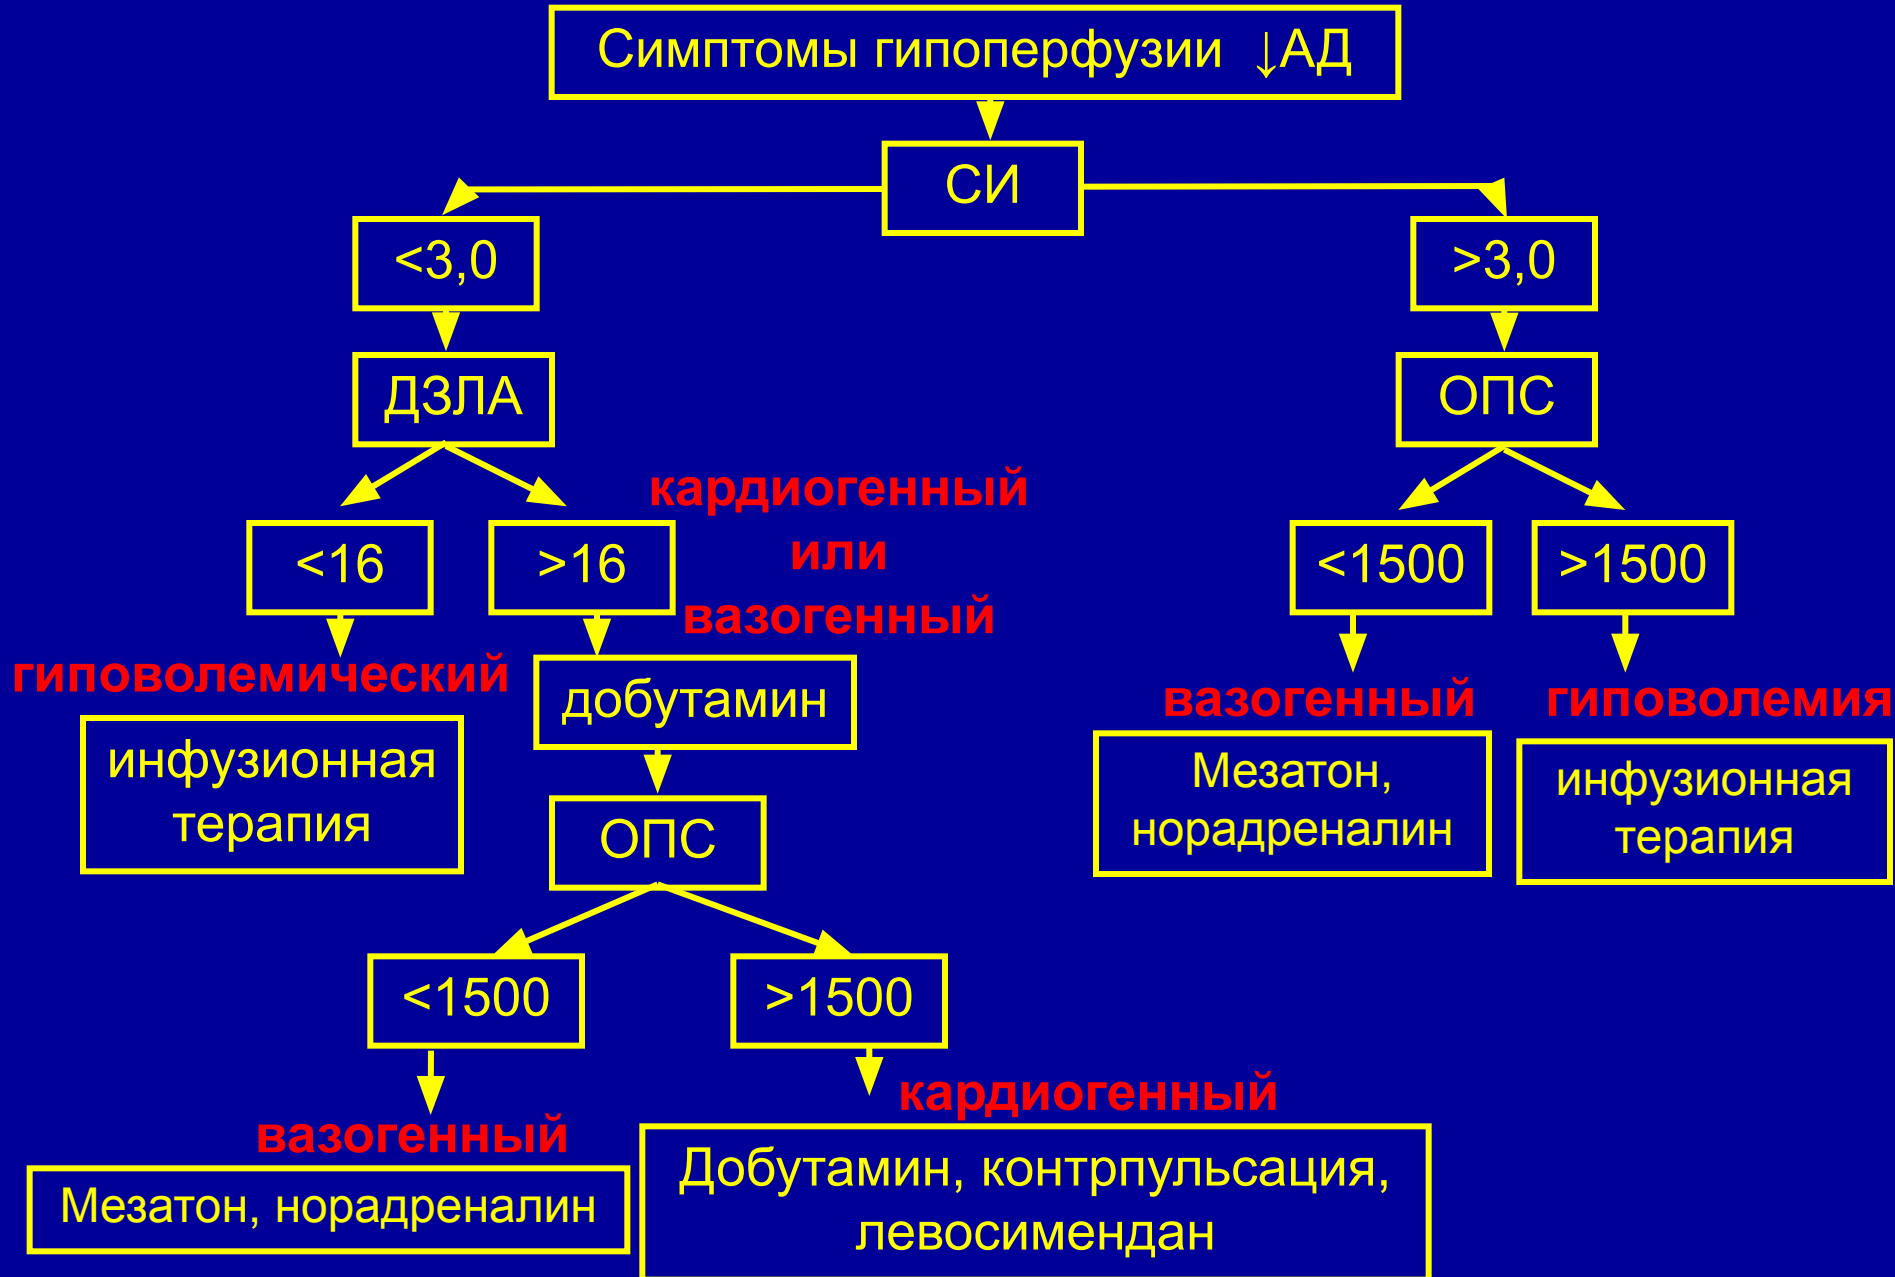 Симптомы гипоперфузии ↓АД
СИ
<3,0
>3,0
ДЗЛА
ОПС
кардиогенный
или
вазогенный
<16
>16
<1500
>1500
гиповолемический
инфузионная
терапия
добутамин
ОПС
вазогенный
Мезатон,
норадреналин
гиповолемия
инфузионная
терапия
<1500
>1500
вазогенный
Мезатон, норадреналин
кардиогенный
Добутамин, контрпульсация,
левосимендан